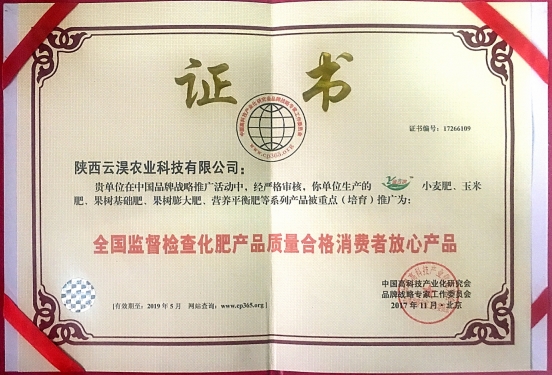 证书
www.cp365.org
证书编号：17266109
陕西云淏农业科技有限公司：
贵单位在中国品牌战略推广活动中，经严格审核，你单位生产的 小麦肥、玉米
肥、果树基础肥、果树膨大肥、营养平衡肥等系列产品被重点（培育）推广为：
全国监督检查化肥产品质量合格消费者放心产品
中国高科技产业化研究会
品牌战略专家工作委员会
[有效期至：2019年5月 网站查询：www.cp365.org]
2017年11月·北京